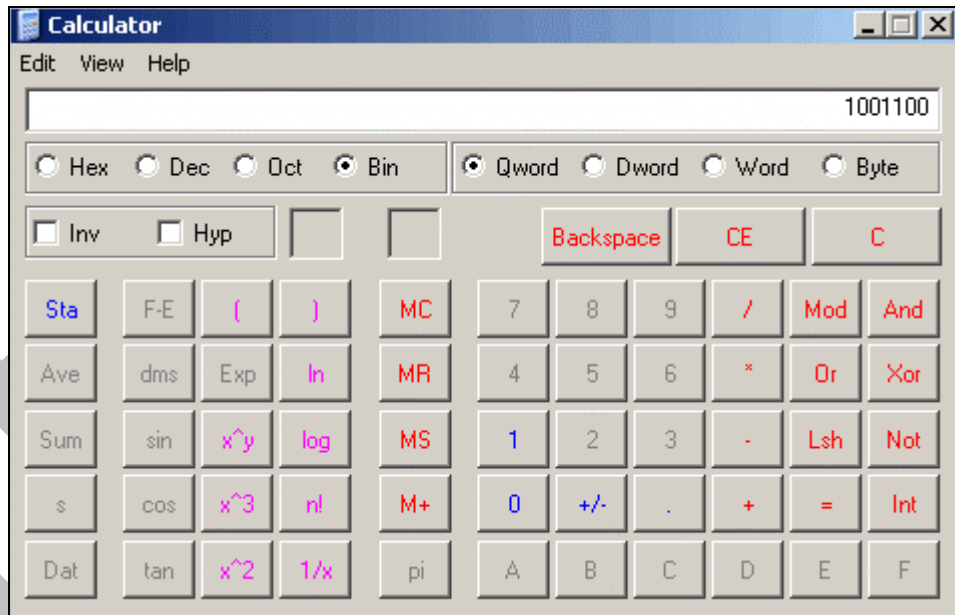 Calculator
Edit View Help
1001100
Hex Dec Oct Bin Qword Dword Word Byte
Inv Hyp Backspace CE C
Sta F-E ( ) MC 7 8 9 / Mod And
Ave dms Exp ln MR 4 5 6 * Or Xor
Sum sin x^y log MS 1 2 3 - Lsh Not
s cos x^3 n! M+ 0 +/- . + = Int
Dat tan x^2 1/x pi A B C D E F